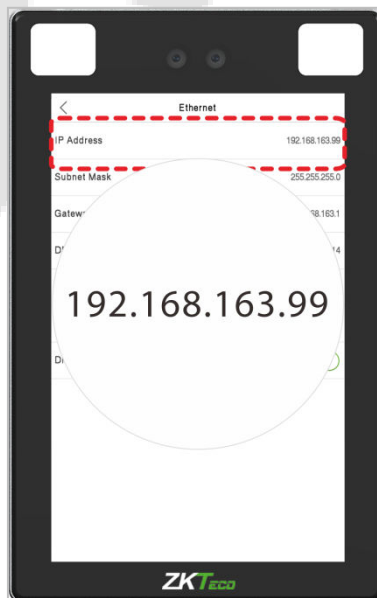 Ethernet
IP Address 192.168.163.99
Subnet Mask 255.255.255.0
192.168.163.99
ZKTeco